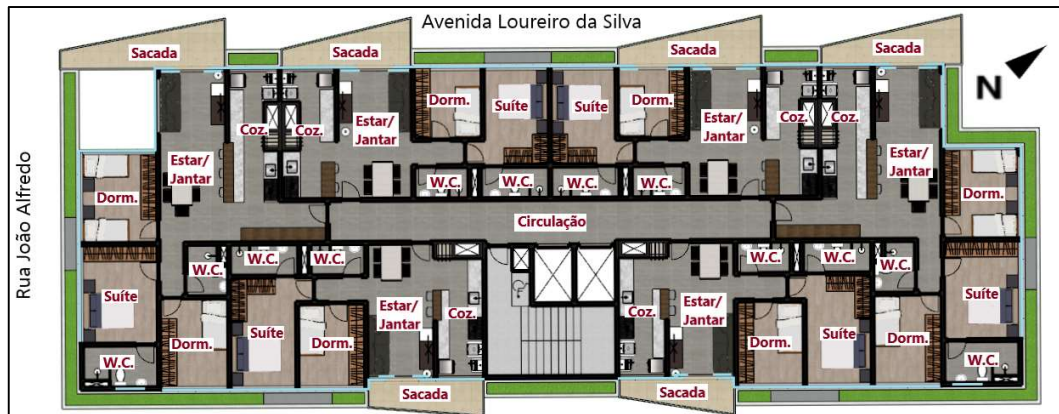 Avenida Loureiro da Silva
Sacada
Sacada
Sacada
Sacada
N
Dorm.
Suíte
Suíte
Dorm.
Coz.
Coz.
Estar/
Jantar
Estar/
Jantar
Coz.
Coz.
Estar/
Jantar
Estar/
Jantar
Dorm.
W.C.
W.C.
W.C.
W.C.
Dorm.
Rua João Alfredo
Circulação
W.C.
W.C.
W.C.
W.C.
W.C.
W.C.
Suíte
Estar/
Jantar
Coz.
Coz.
Estar/
Jantar
Suíte
Dorm.
Suíte
Dorm.
Dorm.
Suíte
Dorm.
W.C.
W.C.
Sacada
Sacada